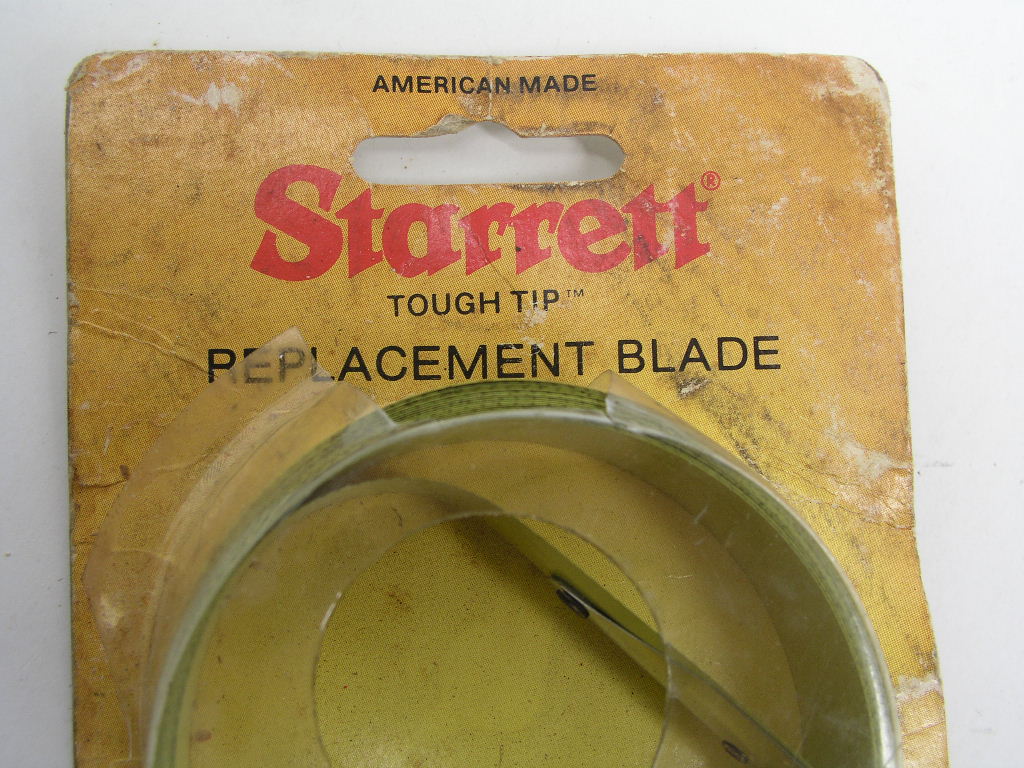 AMERICAN MADE
Starrett®
TOUGH TIP™
REPLACEMENT BLADE